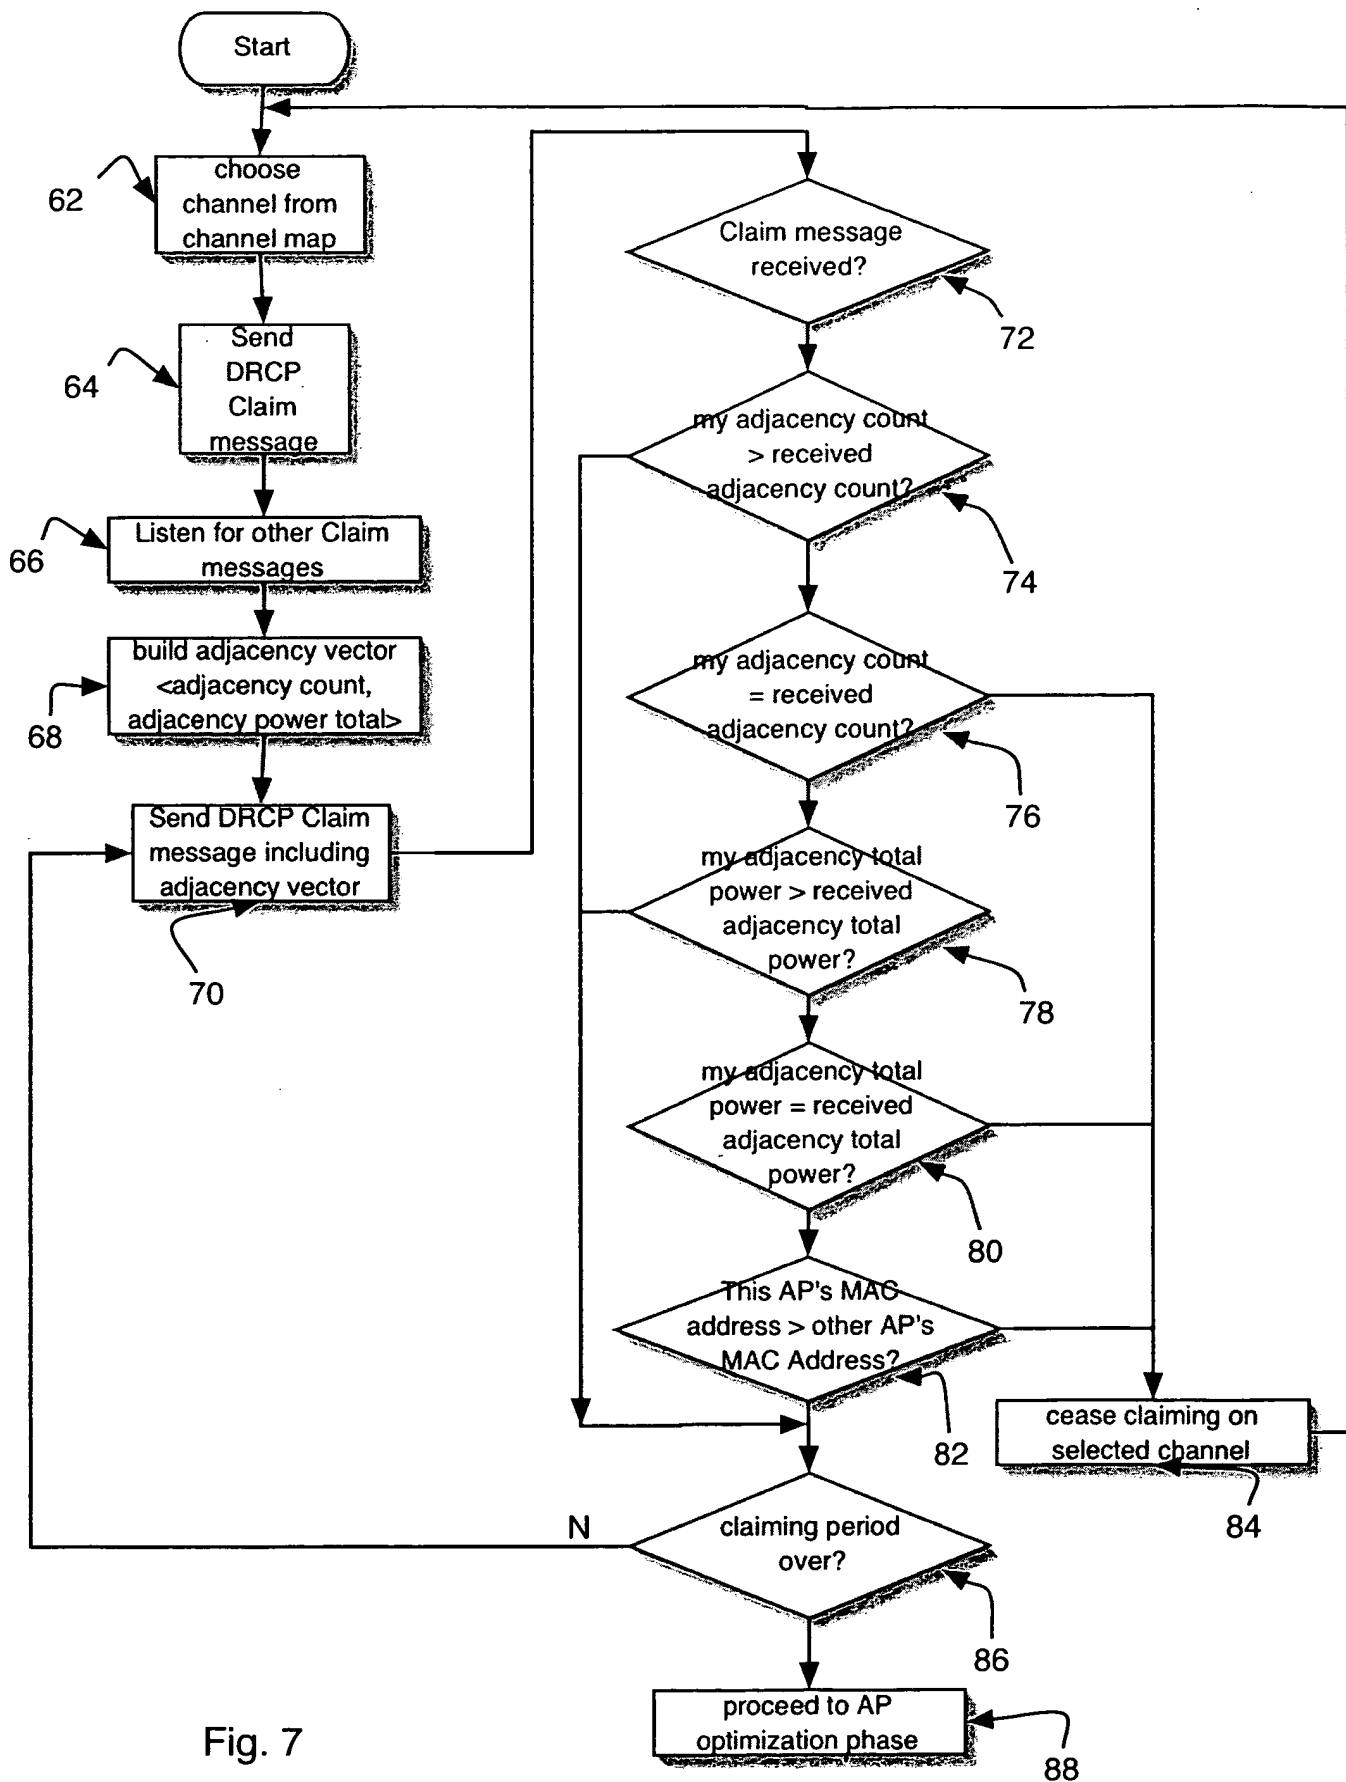 Start
62
choose
channel from
channel map
64
Send
DRCP
Claim
message
66
Listen for other Claim
messages
68
build adjacency vector
<adjacency count,
adjacency power total>
Send DRCP Claim
message including
adjacency vector
70
Claim message
received?
72
my adjacency count
> received
adjacency count?
74
my adjacency count
= received
adjacency count?
76
my adjacency total
power > received
adjacency total
power?
78
my adjacency total
power = received
adjacency total
power?
80
This AP's MAC
address > other AP's
MAC Address?
82
cease claiming on
selected channel
84
N
claiming period
over?
86
proceed to AP
optimization phase
88
Fig. 7